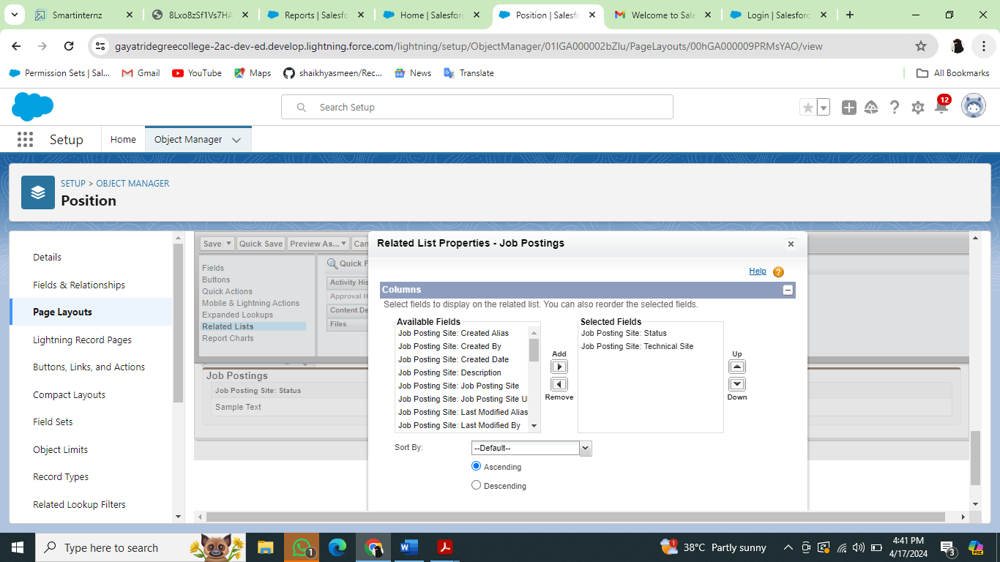 Smartinternz
8Lxo8zSf1Vs7HA
Reports | Salesfo
Home | Salesforc
Position | Salesfo
Welcome to Sale
Login | Salesforc
gayatridegreecollege-2ac-dev-ed.develop.lightning.force.com/lightning/setup/ObjectManager/01IGA000002bZlu/PageLayouts/00hGA000009PRMsYAO/view
Permission Sets | Sal...
Gmail
YouTube
Maps
shaikhyasmeen/Rec...
News
Translate
All Bookmarks
Search Setup
12
Setup
Home
Object Manager
SETUP > OBJECT MANAGER
Position
Details
Fields & Relationships
Page Layouts
Lightning Record Pages
Buttons, Links, and Actions
Compact Layouts
Field Sets
Object Limits
Record Types
Related Lookup Filters
Save
Quick Save
Preview As...
Can
Fields
Buttons
Quick Actions
Mobile & Lightning Actions
Expanded Lookups
Related Lists
Report Charts
Quick F
Activity His
Approval H
Content De
Files
Job Postings
Job Posting Site: Status
Sample Text
Related List Properties - Job Postings
Help
Columns
Select fields to display on the related list. You can also reorder the selected fields.
Available Fields
Job Posting Site: Created Alias
Job Posting Site: Created By
Job Posting Site: Created Date
Job Posting Site: Description
Job Posting Site: Job Posting Site
Job Posting Site: Job Posting Site U
Job Posting Site: Last Modified Alias
Job Posting Site: Last Modified By
Add
Remove
Selected Fields
Job Posting Site: Status
Job Posting Site: Technical Site
Up
Down
Sort By:
--Default--
Ascending
Descending
Type here to search
1
1
38°C Partly sunny
4:41 PM
4/17/2024
3
PRE